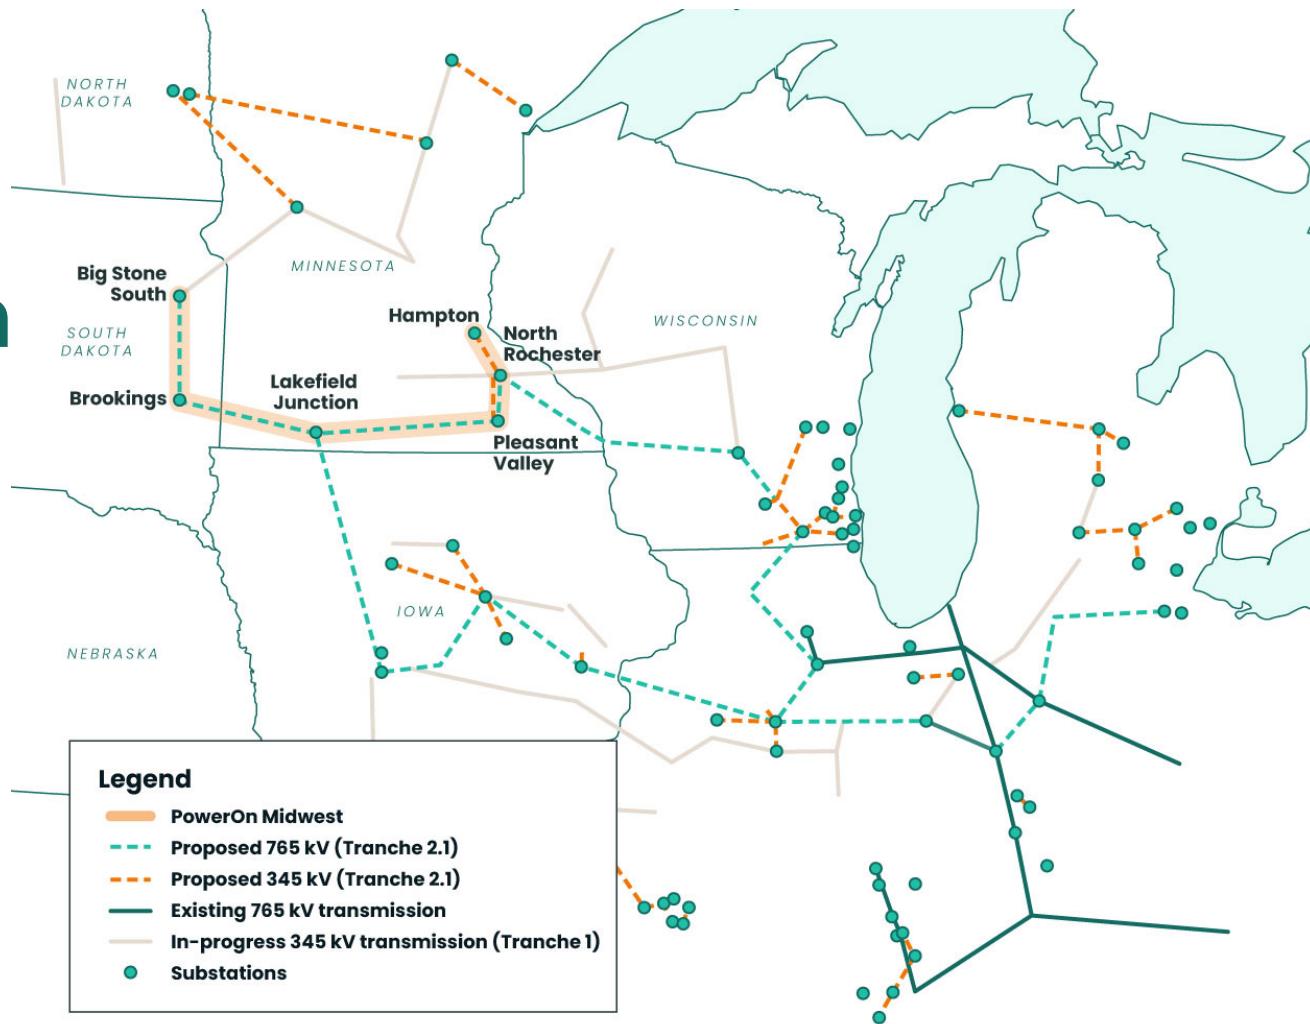 NORTH
DAKOTA
MINNESOTA
Big Stone
South
SOUTH
DAKOTA
Hampton
North
Rochester
WISCONSIN
Brookings
Lakefield
Junction
Pleasant
Valley
IOWA
NEBRASKA
Legend
PowerOn Midwest
Proposed 765 kV (Tranche 2.1)
Proposed 345 kV (Tranche 2.1)
Existing 765 kV transmission
In-progress 345 kV transmission (Tranche 1)
Substations